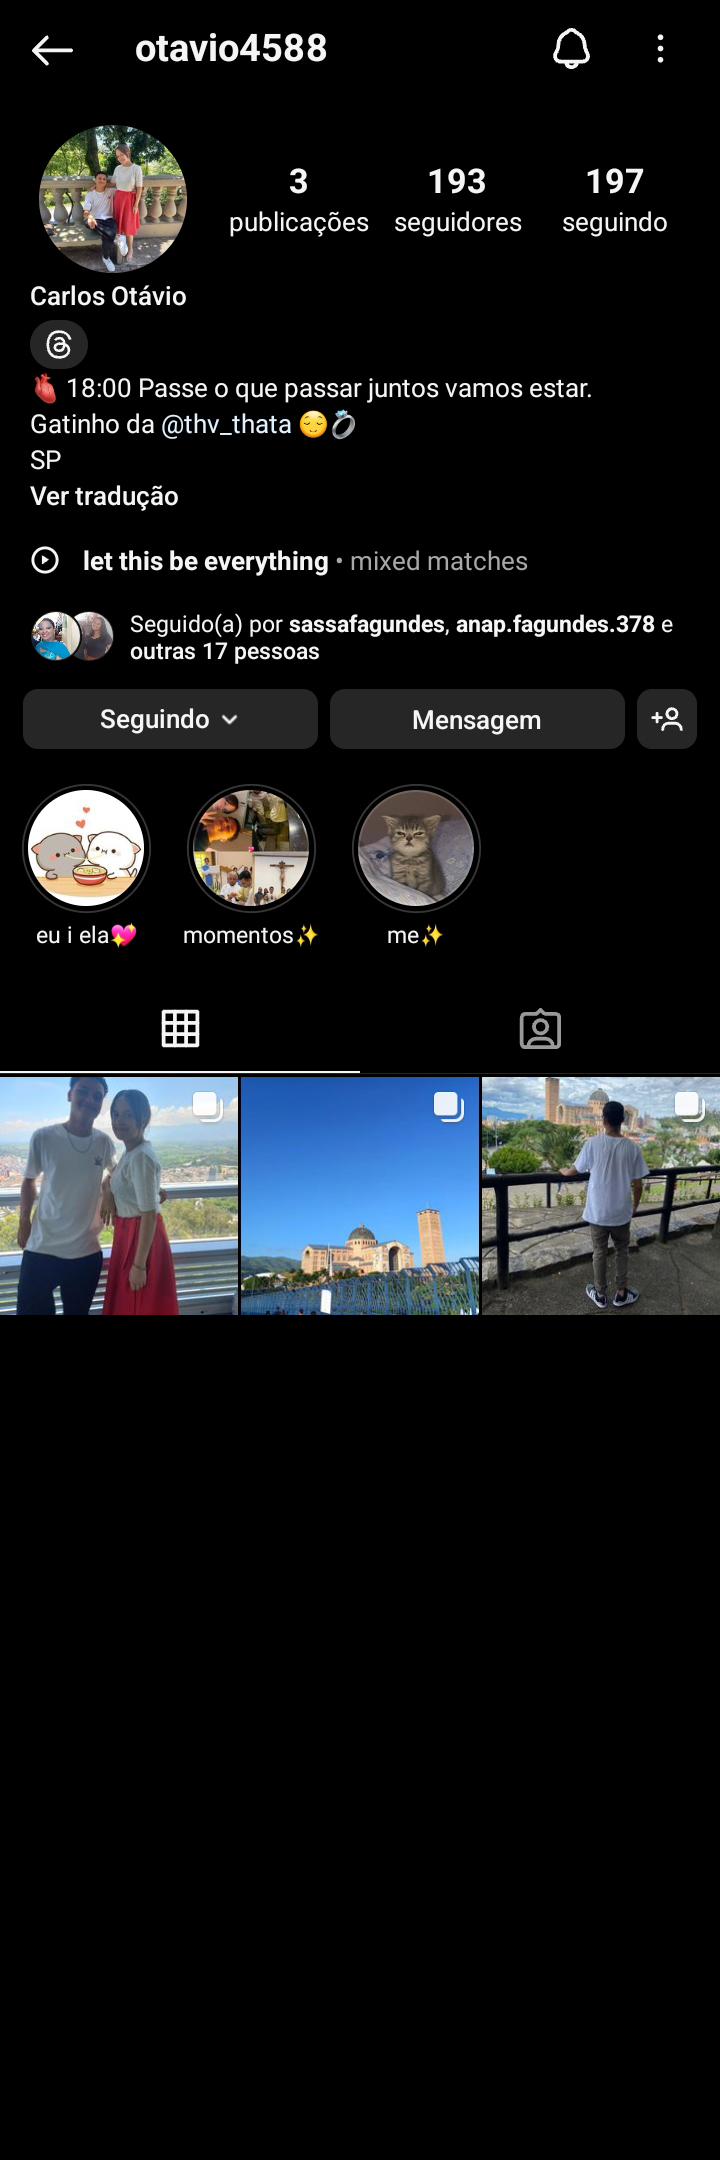 otavio4588
3 193 197
publicações seguidores seguindo
Carlos Otávio
🫀 18:00 Passe o que passar juntos vamos estar.
Gatinho da @thv_thata 😌💍
SP
Ver tradução
let this be everything • mixed matches
Seguido(a) por sassafagundes, anap.fagundes.378 e
outras 17 pessoas
Seguindo Mensagem
eu i ela💖 momentos✨ me✨